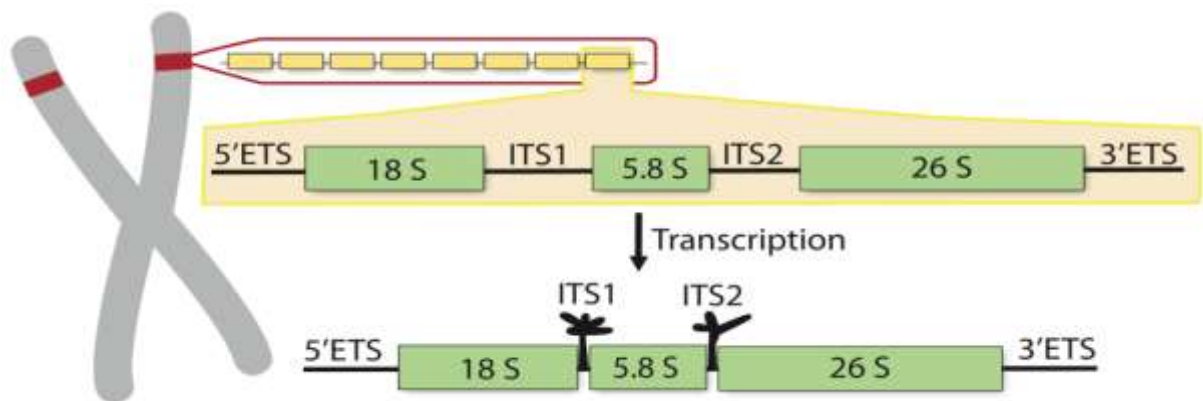 5'ETS 18 S ITS1 5.8 S ITS2 26 S 3'ETS
Transcription
ITS1 ITS2
5'ETS 18 S 5.8 S 26 S 3'ETS